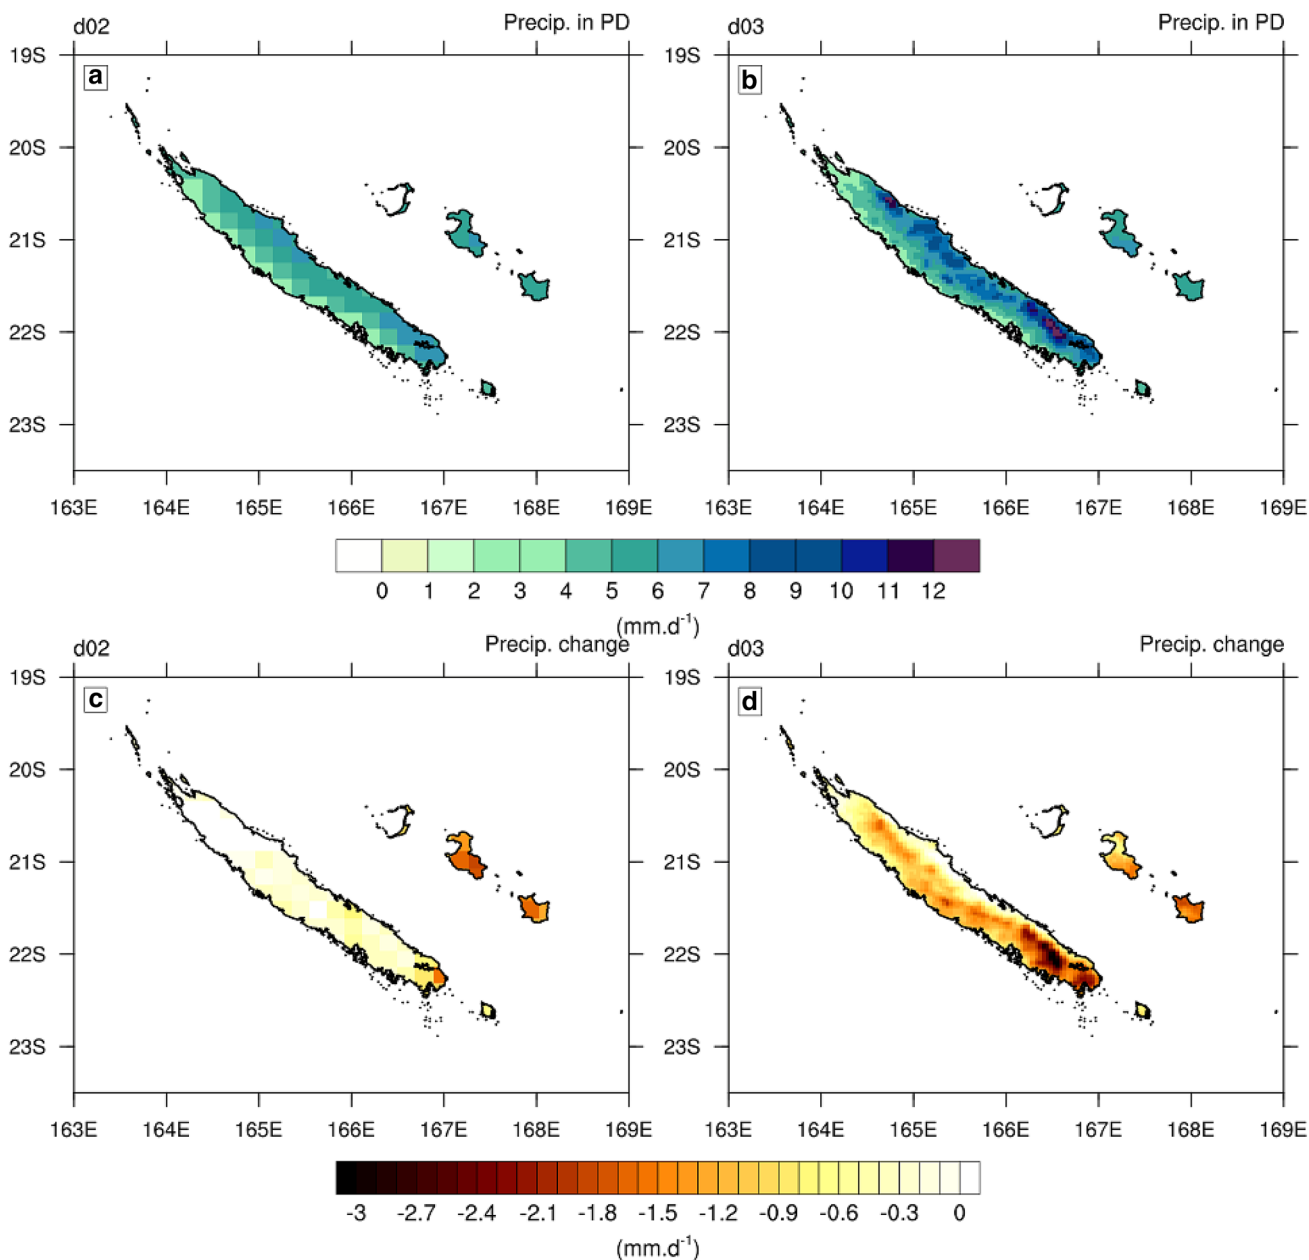 d02 Precip. in PD d03 Precip. in PD
19S 19S
a b
20S 20S
21S 21S
22S 22S
23S 23S
163E 164E 165E 166E 167E 168E 169E 163E 164E 165E 166E 167E 168E 169E
0 1 2 3 4 5 6 7 8 9 10 11 12
(mm.d⁻¹)
d02 Precip. change d03 Precip. change
19S 19S
c d
20S 20S
21S 21S
22S 22S
23S 23S
163E 164E 165E 166E 167E 168E 169E 163E 164E 165E 166E 167E 168E 169E
-3 -2.7 -2.4 -2.1 -1.8 -1.5 -1.2 -0.9 -0.6 -0.3 0
(mm.d⁻¹)